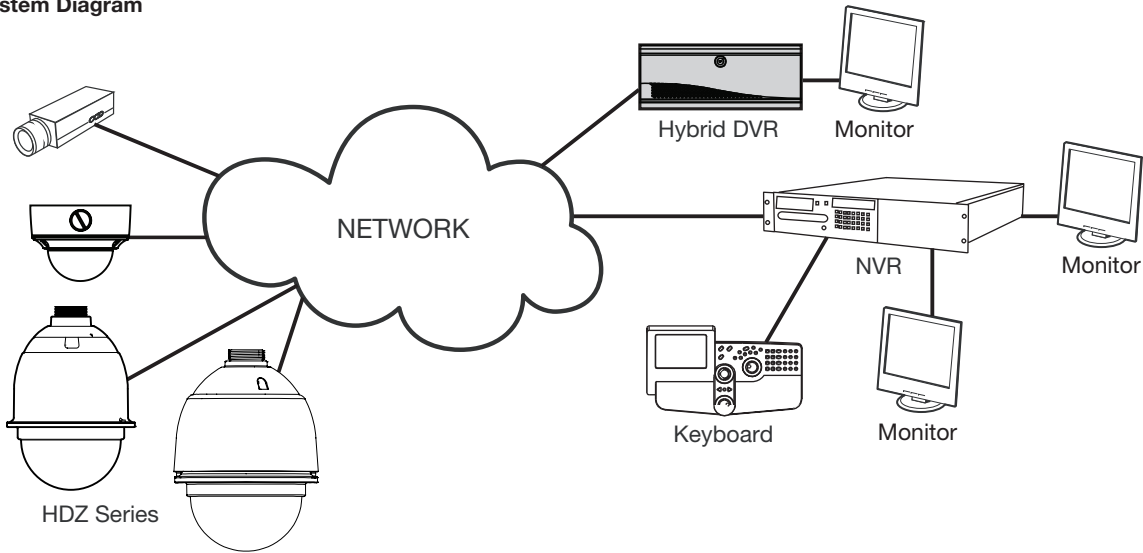 stem Diagram
Hybrid DVR
Monitor
NETWORK
NVR
Monitor
Keyboard
Monitor
HDZ Series